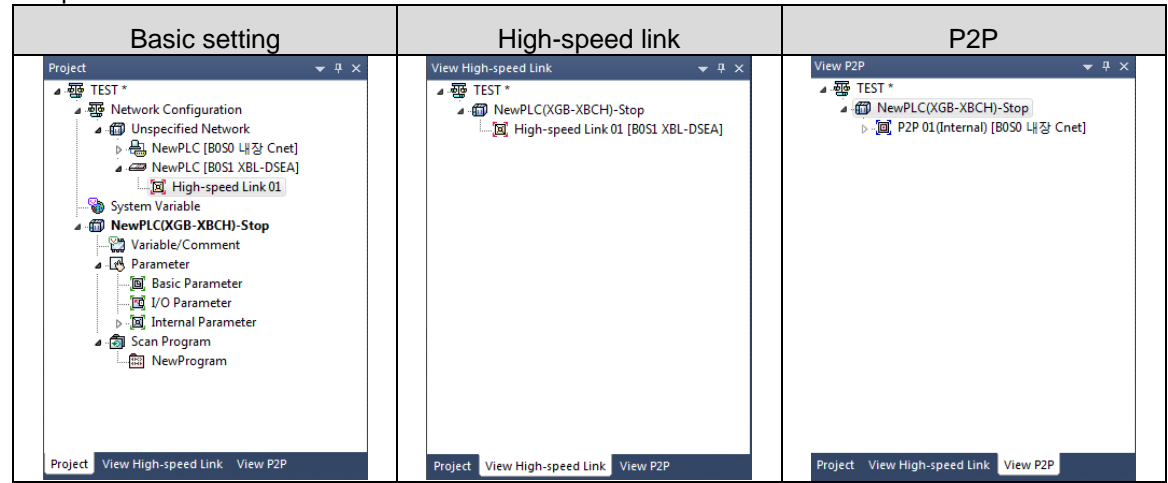 Basic setting
High-speed link
P2P
Project
TEST *
Network Configuration
Unspecified Network
NewPLC [B0S0 내장 Cnet]
NewPLC [B0S1 XBL-DSEA]
High-speed Link 01
System Variable
NewPLC(XGB-XBCH)-Stop
Variable/Comment
Parameter
Basic Parameter
I/O Parameter
Internal Parameter
Scan Program
NewProgram
Project View High-speed Link View P2P
View High-speed Link
TEST *
NewPLC(XGB-XBCH)-Stop
High-speed Link 01 [B0S1 XBL-DSEA]
Project View High-speed Link View P2P
View P2P
TEST *
NewPLC(XGB-XBCH)-Stop
P2P 01(Internal) [B0S0 내장 Cnet]
Project View High-speed Link View P2P